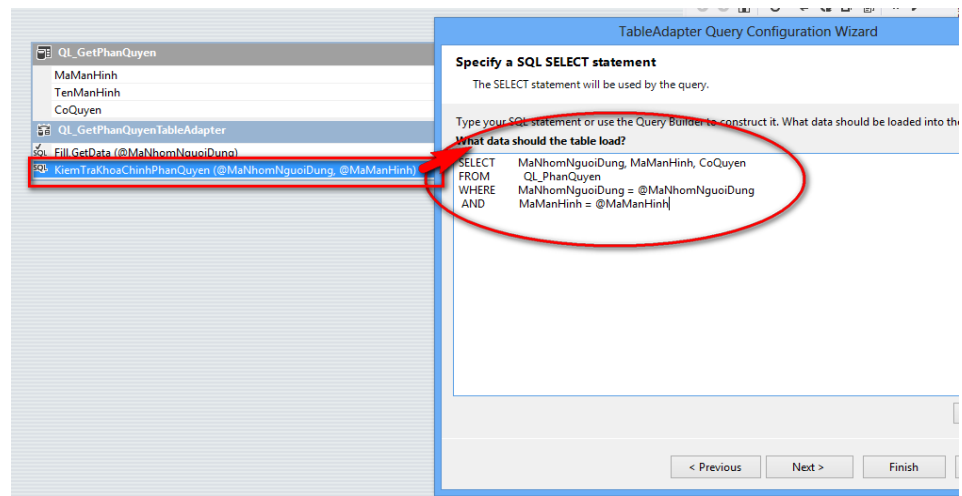 QL_GetPhanQuyen
MaManHinh
TenManHinh
CoQuyen
QL_GetPhanQuyenTableAdapter
SQL Fill,GetData (@MaNhomNguoiDung)
SQL KiemTraKhoaChinhPhanQuyen (@MaNhomNguoiDung, @MaManHinh)
TableAdapter Query Configuration Wizard
Specify a SQL SELECT statement
The SELECT statement will be used by the query.
Type your SQL statement or use the Query Builder to construct it. What data should be loaded into the
What data should the table load?
SELECT MaNhomNguoiDung, MaManHinh, CoQuyen
FROM QL_PhanQuyen
WHERE MaNhomNguoiDung = @MaNhomNguoiDung
AND MaManHinh = @MaManHinh
< Previous Next > Finish